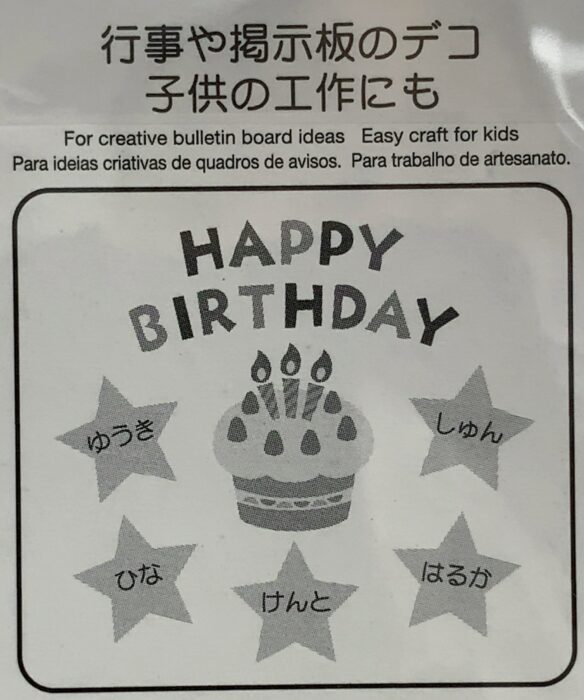 行事や掲示板のデコ
子供の工作にも
For creative bulletin board ideas Easy craft for kids
Para ideias criativas de quadros de avisos. Para trabalho de artesanato.
HAPPY
BIRTHDAY
ゆうき
しゅん
ひな
けんと
はるか